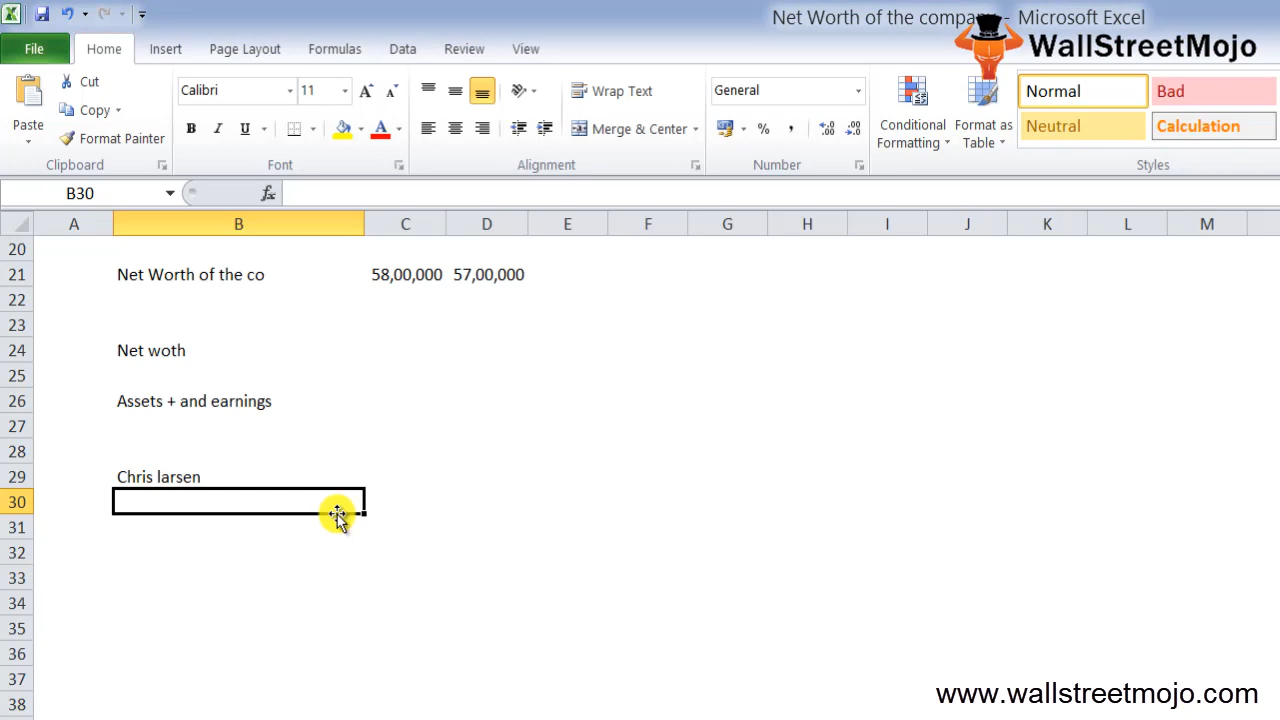 Net Worth of the company - Microsoft Excel
WallStreetMojo
File Home Insert Page Layout Formulas Data Review View
Paste
Cut
Copy
Format Painter
Clipboard
Calibri 11 A A
B I U A
Font
Wrap Text
Merge & Center
Alignment
General
% ,
Number
Conditional Formatting
Format as Table
Normal Bad
Neutral Calculation
Styles
B30 fx
A B C D E F G H I J K L M
20
21 Net Worth of the co 58,00,000 57,00,000
22
23
24 Net woth
25
26 Assets + and earnings
27
28
29 Chris larsen
30
31
32
33
34
35
36
37
38
www.wallstreetmojo.com